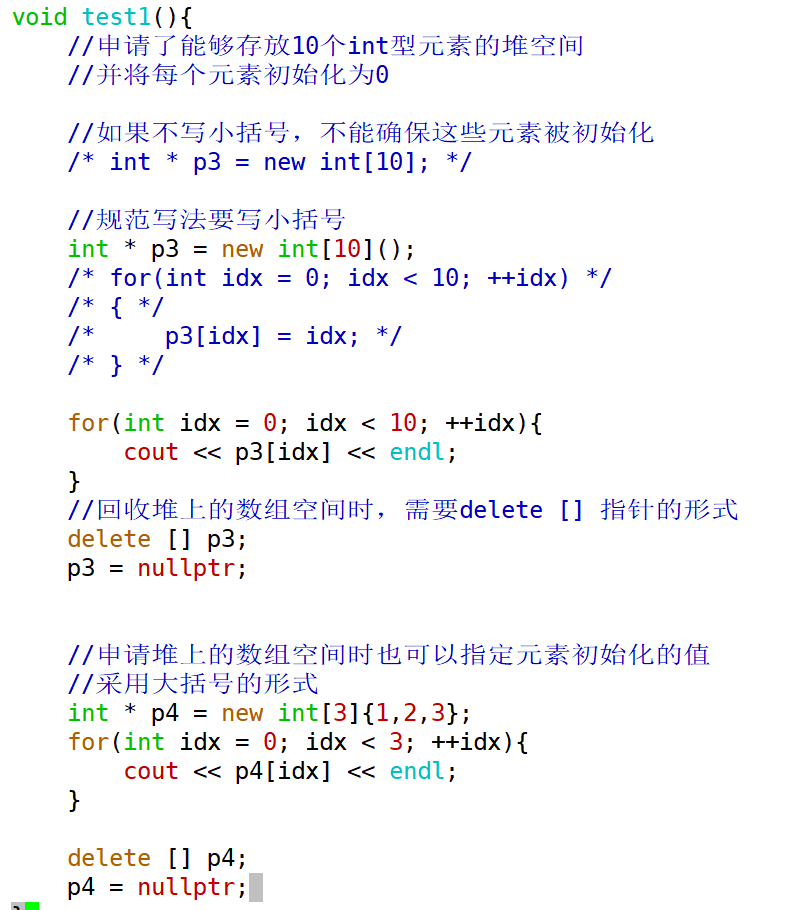 void test1(){
    //申请了能够存放10个int型元素的堆空间
    //并将每个元素初始化为0
    //如果不写小括号，不能确保这些元素被初始化
    /* int * p3 = new int[10]; */
    //规范写法要写小括号
    int * p3 = new int[10]();
    /* for(int idx = 0; idx < 10; ++idx) */
    /* { */
    /*     p3[idx] = idx; */
    /* } */
    for(int idx = 0; idx < 10; ++idx){
        cout << p3[idx] << endl;
    }
    //回收堆上的数组空间时，需要delete [] 指针的形式
    delete [] p3;
    p3 = nullptr;
    //申请堆上的数组空间时也可以指定元素初始化的值
    //采用大括号的形式
    int * p4 = new int[3]{1,2,3};
    for(int idx = 0; idx < 3; ++idx){
        cout << p4[idx] << endl;
    }
    delete [] p4;
    p4 = nullptr;
}